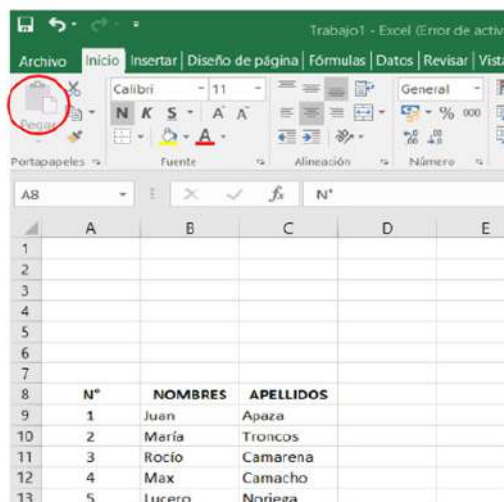 Trabajo1 - Excel (Error de activ
Archivo Inicio Insertar Diseño de página Fórmulas Datos Revisar Vista
Calibri 11 General
Pegar N K S A A % 000
A
Portapapeles Fuente Alineación Número
A8 fx N°
A B C D E
1
2
3
4
5
6
7
8 N° NOMBRES APELLIDOS
9 1 Juan Apaza
10 2 María Troncos
11 3 Rocío Camarena
12 4 Max Camacho
13 5 Lucero Noriega